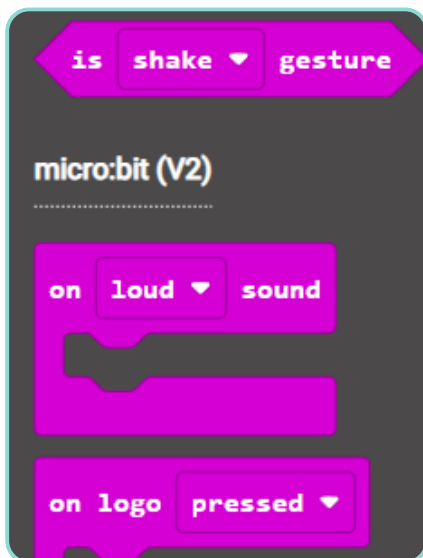 is shake gesture
micro:bit (V2)
on loud sound
on logo pressed